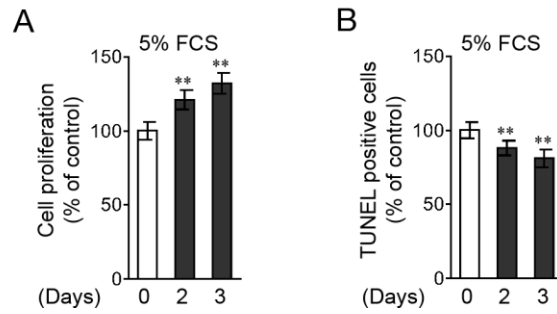 A
5% FCS
Cell proliferation
(% of control)
150
100
50
0
**
**
(Days) 0 2 3
B
5% FCS
TUNEL positive cells
(% of control)
150
100
50
0
**
**
(Days) 0 2 3